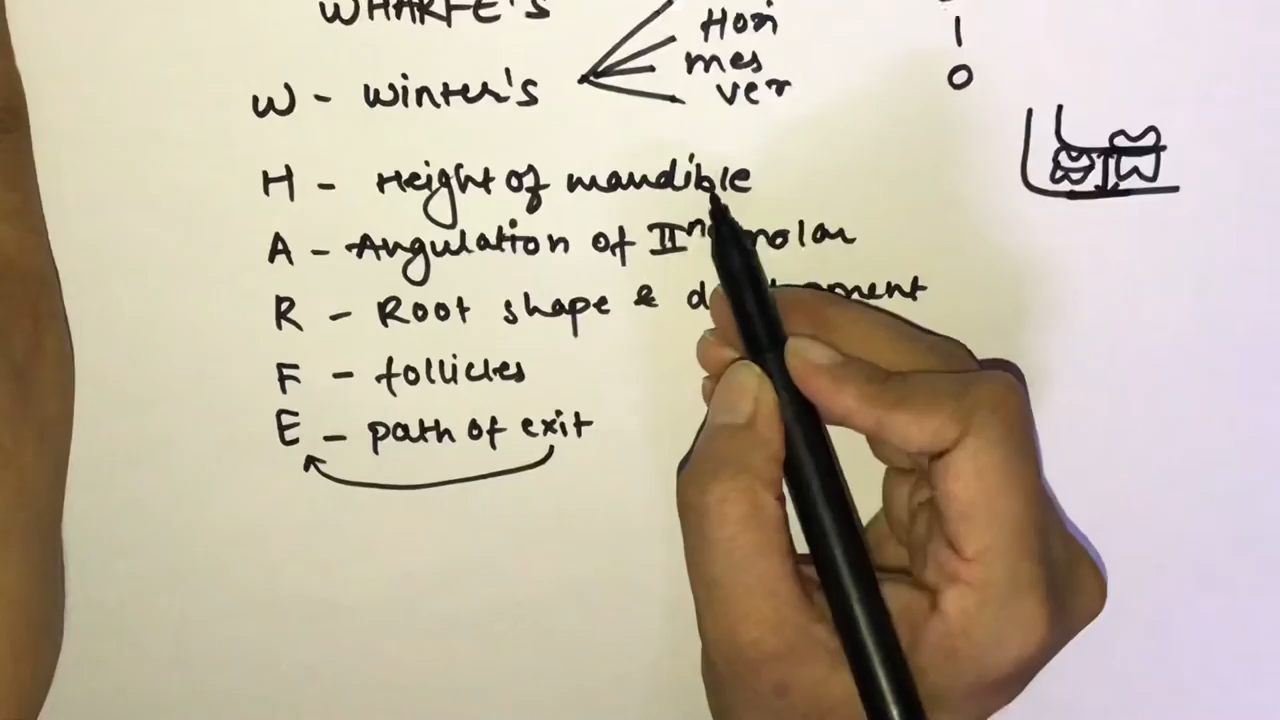 WHARFE'S
Hori 1
mes 0
W - Winter's ver
H - Height of mandible
A - Angulation of IInd molar
R - Root shape &
F - follicles
E - path of exit